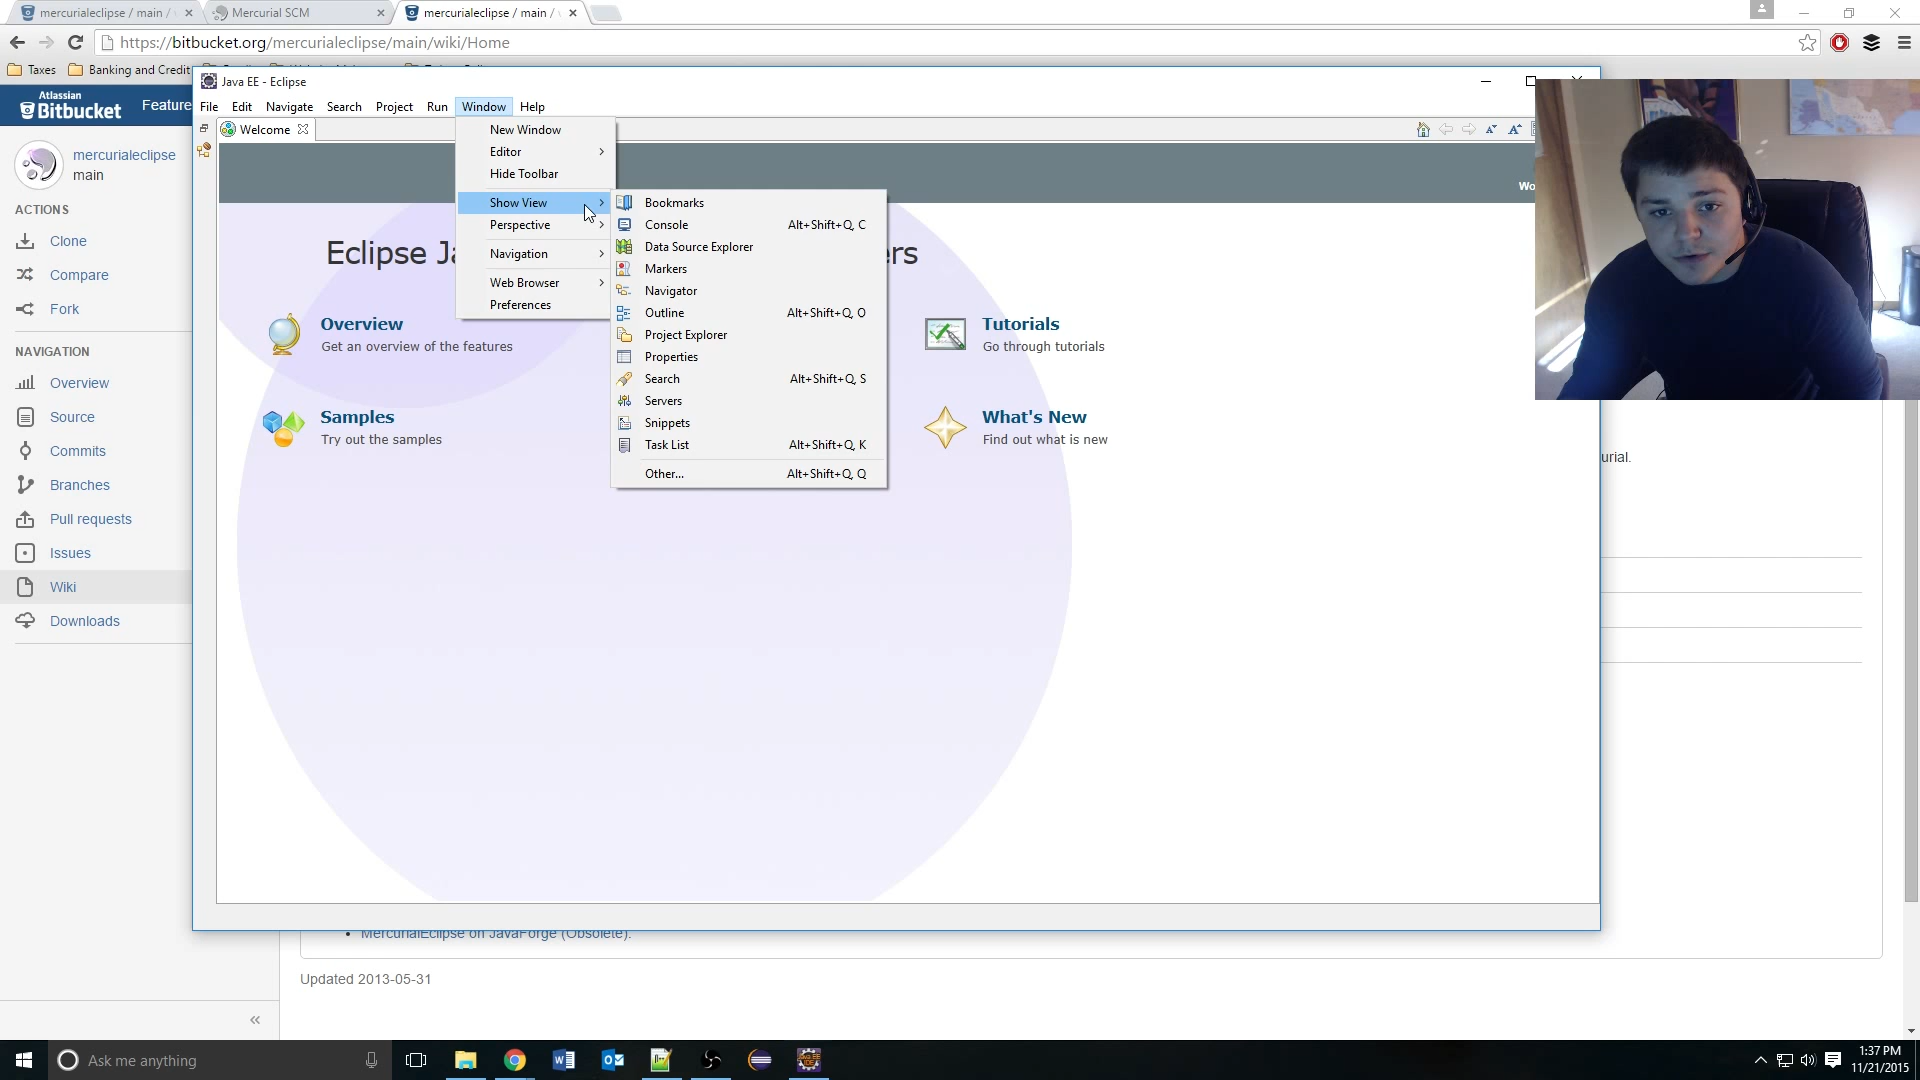 mercurialeclipse / main /
Mercurial SCM
mercurialeclipse / main /
https://bitbucket.org/mercurialeclipse/main/wiki/Home
Taxes
Banking and Credit
Atlassian
Bitbucket
Feature
mercurialeclipse
main
ACTIONS
Clone
Compare
Fork
NAVIGATION
Overview
Source
Commits
Branches
Pull requests
Issues
Wiki
Downloads
Java EE - Eclipse
File Edit Navigate Search Project Run Window Help
Welcome
New Window
Editor
Hide Toolbar
Show View
Perspective
Navigation
Web Browser
Preferences
Bookmarks
Console Alt+Shift+Q, C
Data Source Explorer
Markers
Navigator
Outline Alt+Shift+Q, O
Project Explorer
Properties
Search Alt+Shift+Q, S
Servers
Snippets
Task List Alt+Shift+Q, K
Other... Alt+Shift+Q, Q
Wo
Eclipse Ja
ers
Overview
Get an overview of the features
Samples
Try out the samples
Tutorials
Go through tutorials
What's New
Find out what is new
urial.
MercurialEclipse on JavaForge (Obsolete).
Updated 2013-05-31
Ask me anything
1:37 PM
11/21/2015